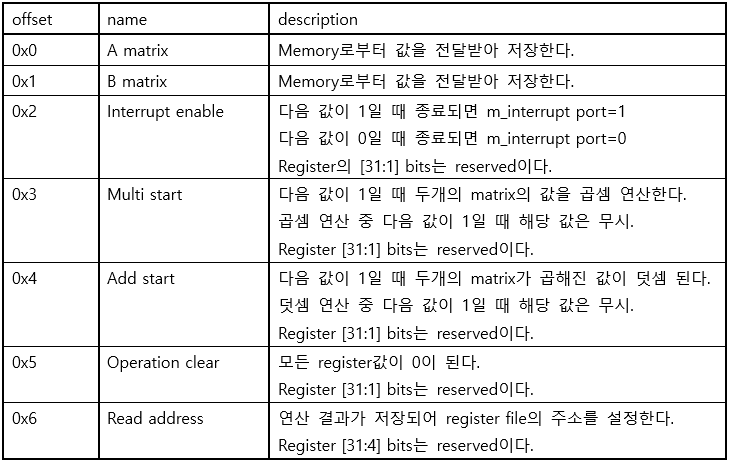 offset name description
0x0 A matrix Memory로부터 값을 전달받아 저장한다.
0x1 B matrix Memory로부터 값을 전달받아 저장한다.
0x2 Interrupt enable 다음 값이 1일 때 종료되면 m_interrupt port=1
다음 값이 0일 때 종료되면 m_interrupt port=0
Register의 [31:1] bits는 reserved이다.
0x3 Multi start 다음 값이 1일 때 두개의 matrix의 값을 곱셈 연산한다.
곱셈 연산 중 다음 값이 1일 때 해당 값은 무시.
Register [31:1] bits는 reserved이다.
0x4 Add start 다음 값이 1일 때 두개의 matrix가 곱해진 값이 덧셈 된다.
덧셈 연산 중 다음 값이 1일 때 해당 값은 무시.
Register [31:1] bits는 reserved이다.
0x5 Operation clear 모든 register값이 0이 된다.
Register [31:1] bits는 reserved이다.
0x6 Read address 연산 결과가 저장되어 register file의 주소를 설정한다.
Register [31:4] bits는 reserved이다.